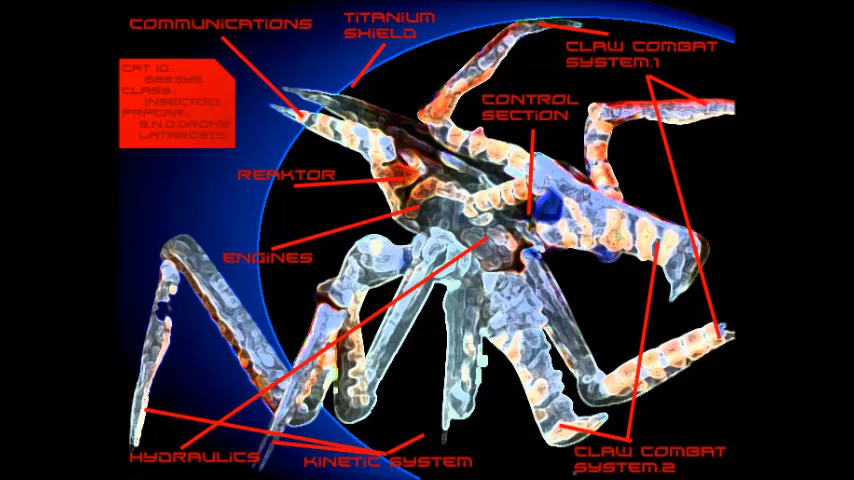 COMMUNICATIONS
TITANIUM
SHIELD
CLAW COMBAT
SYSTEM.1
CAT ID.:
CLASS.:
INSECTOID
CONTROL
SECTION
REAKTOR
ENGINES
HYDRAULICS
KINETIC SYSTEM
CLAW COMBAT
SYSTEM.2